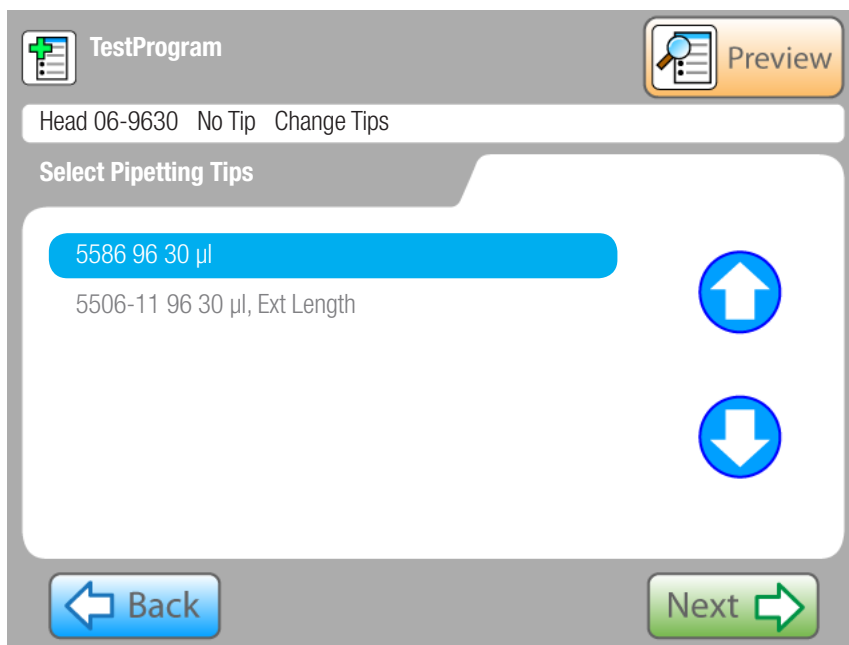 TestProgram
Preview
Head 06-9630 No Tip Change Tips
Select Pipetting Tips
5586 96 30 µl
5506-11 96 30 µl, Ext Length
Back
Next